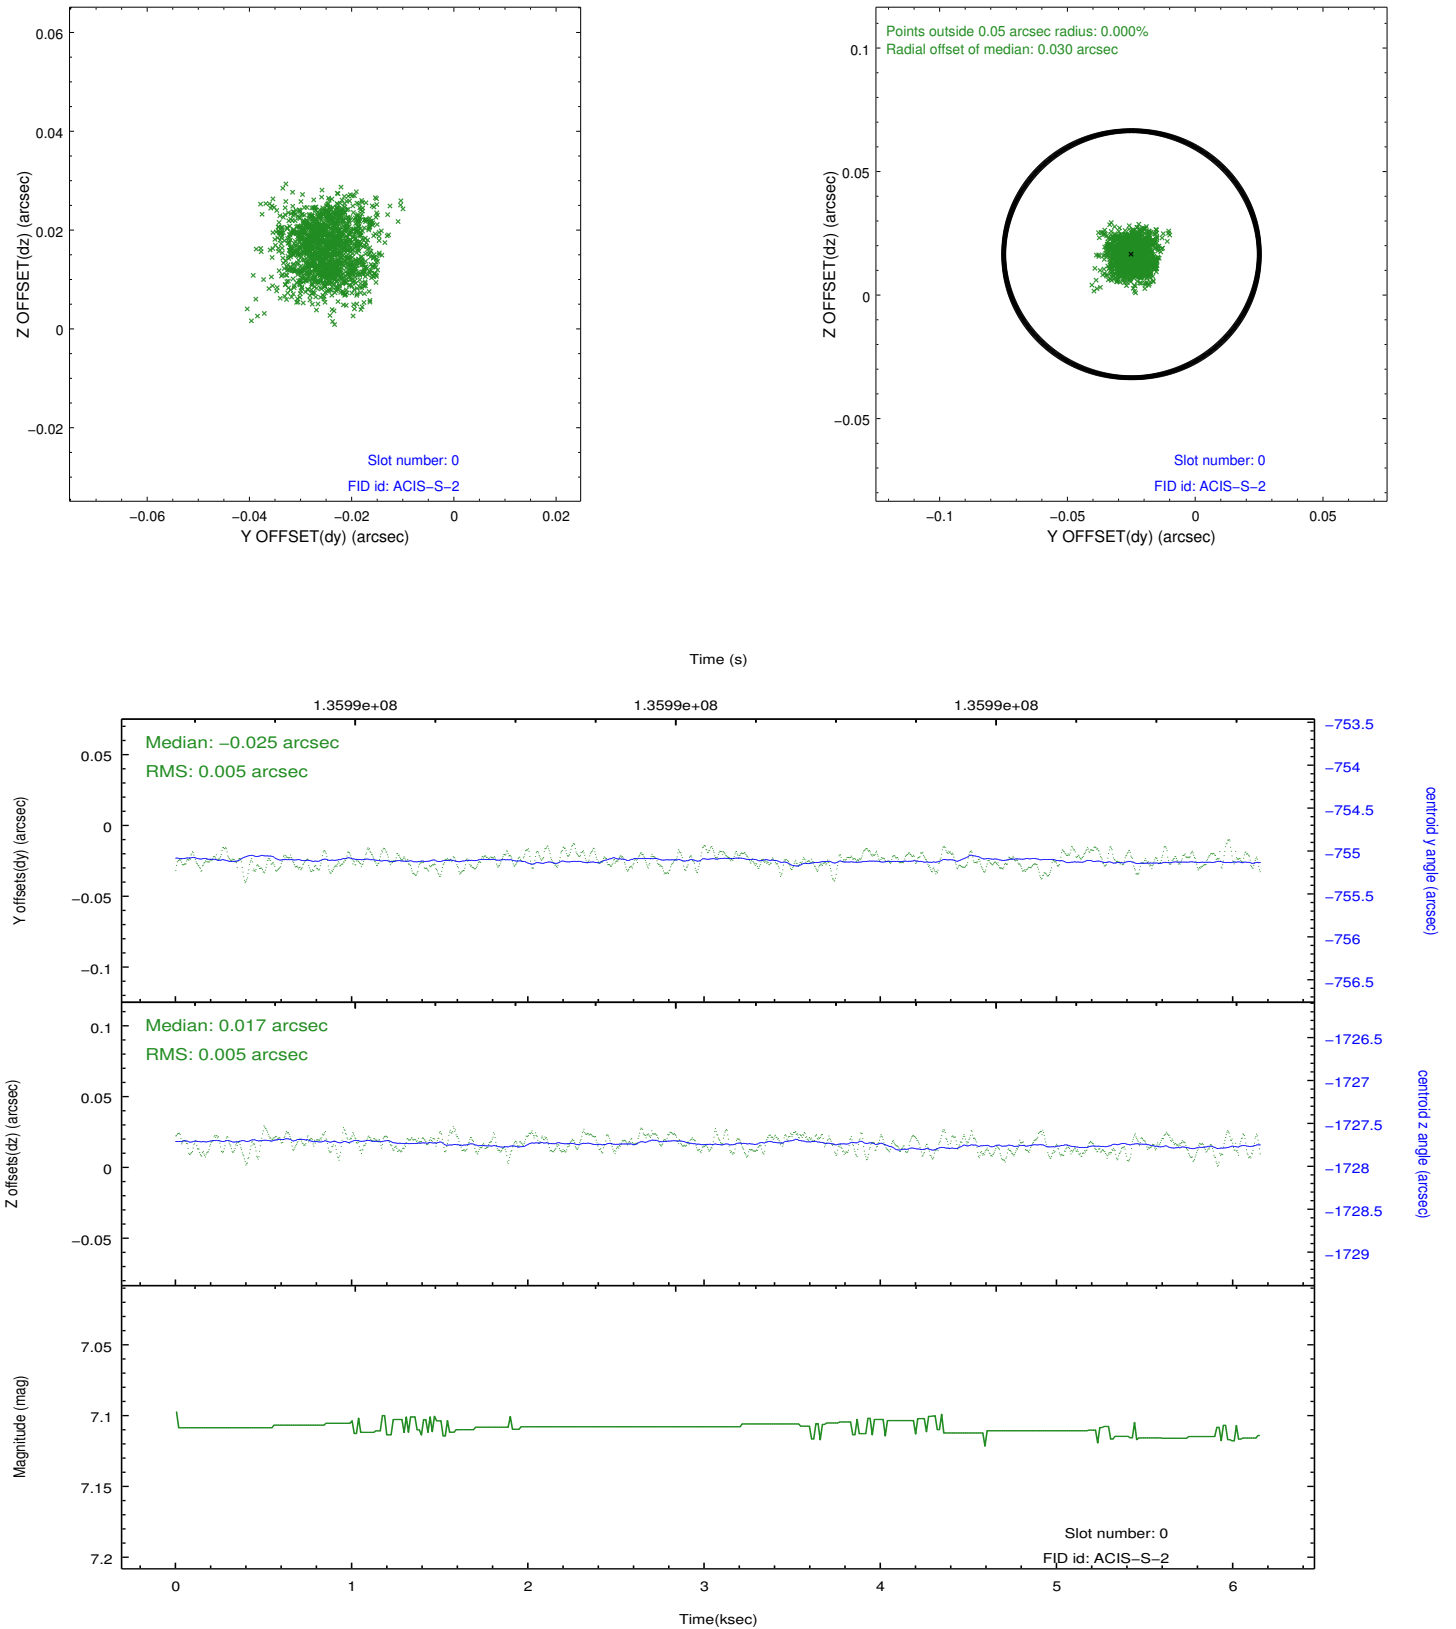 0.06
0.04
0.02
0
−0.02
Z OFFSET(dz) (arcsec)
Slot number: 0
FID id: ACIS−S−2
−0.06
−0.04
−0.02
0
0.02
Y OFFSET(dy) (arcsec)
Points outside 0.05 arcsec radius: 0.000%
Radial offset of median: 0.030 arcsec
0.1
0.05
0
−0.05
Z OFFSET(dz) (arcsec)
Slot number: 0
FID id: ACIS−S−2
−0.1
−0.05
0
0.05
Y OFFSET(dy) (arcsec)
Time (s)
1.3599e+08
1.3599e+08
1.3599e+08
Median: −0.025 arcsec
RMS: 0.005 arcsec
0.05
0
−0.05
−0.1
Y offsets(dy) (arcsec)
−753.5
−754
−754.5
−755
−755.5
−756
−756.5
centroid y angle (arcsec)
Median: 0.017 arcsec
RMS: 0.005 arcsec
0.1
0.05
0
−0.05
Z offsets(dz) (arcsec)
−1726.5
−1727
−1727.5
−1728
−1728.5
−1729
centroid z angle (arcsec)
7.05
7.1
7.15
7.2
Magnitude (mag)
Slot number: 0
FID id: ACIS−S−2
0
1
2
3
4
5
6
Time(ksec)